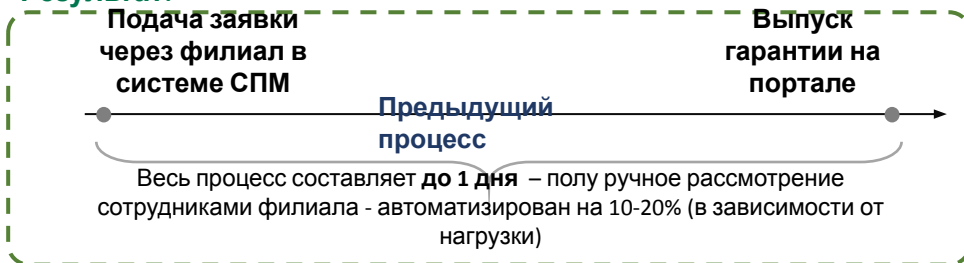 Подача заявки
через филиал в
системе СПМ
Выпуск
гарантии на
портале
Предыдущий
процесс
Весь процесс составляет до 1 дня – полу ручное рассмотрение
сотрудниками филиала - автоматизирован на 10-20% (в зависимости от
нагрузки)